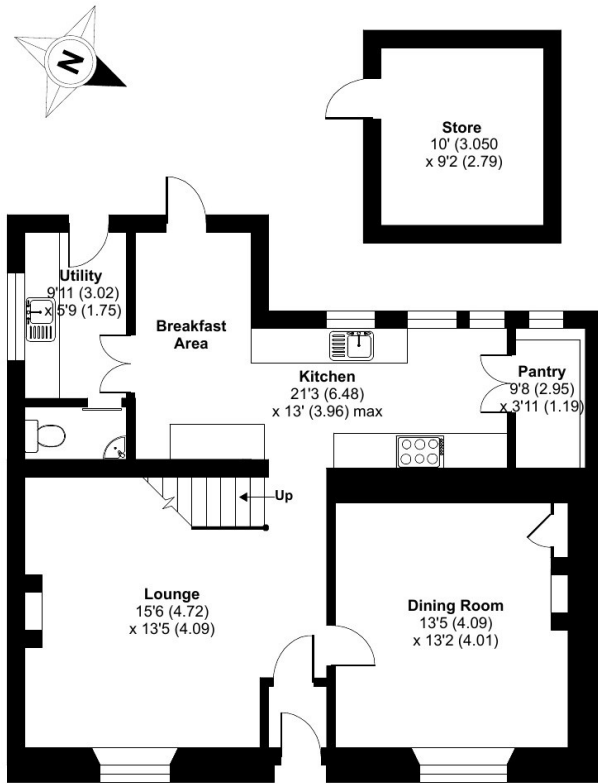 N
Store
10' (3.050
x 9'2 (2.79)
Utility
9'11 (3.02)
x 5'9 (1.75)
Breakfast
Area
Kitchen
21'3 (6.48)
x 13' (3.96) max
Pantry
9'8 (2.95)
x 3'11 (1.19)
Up
Lounge
15'6 (4.72)
x 13'5 (4.09)
Dining Room
13'5 (4.09)
x 13'2 (4.01)